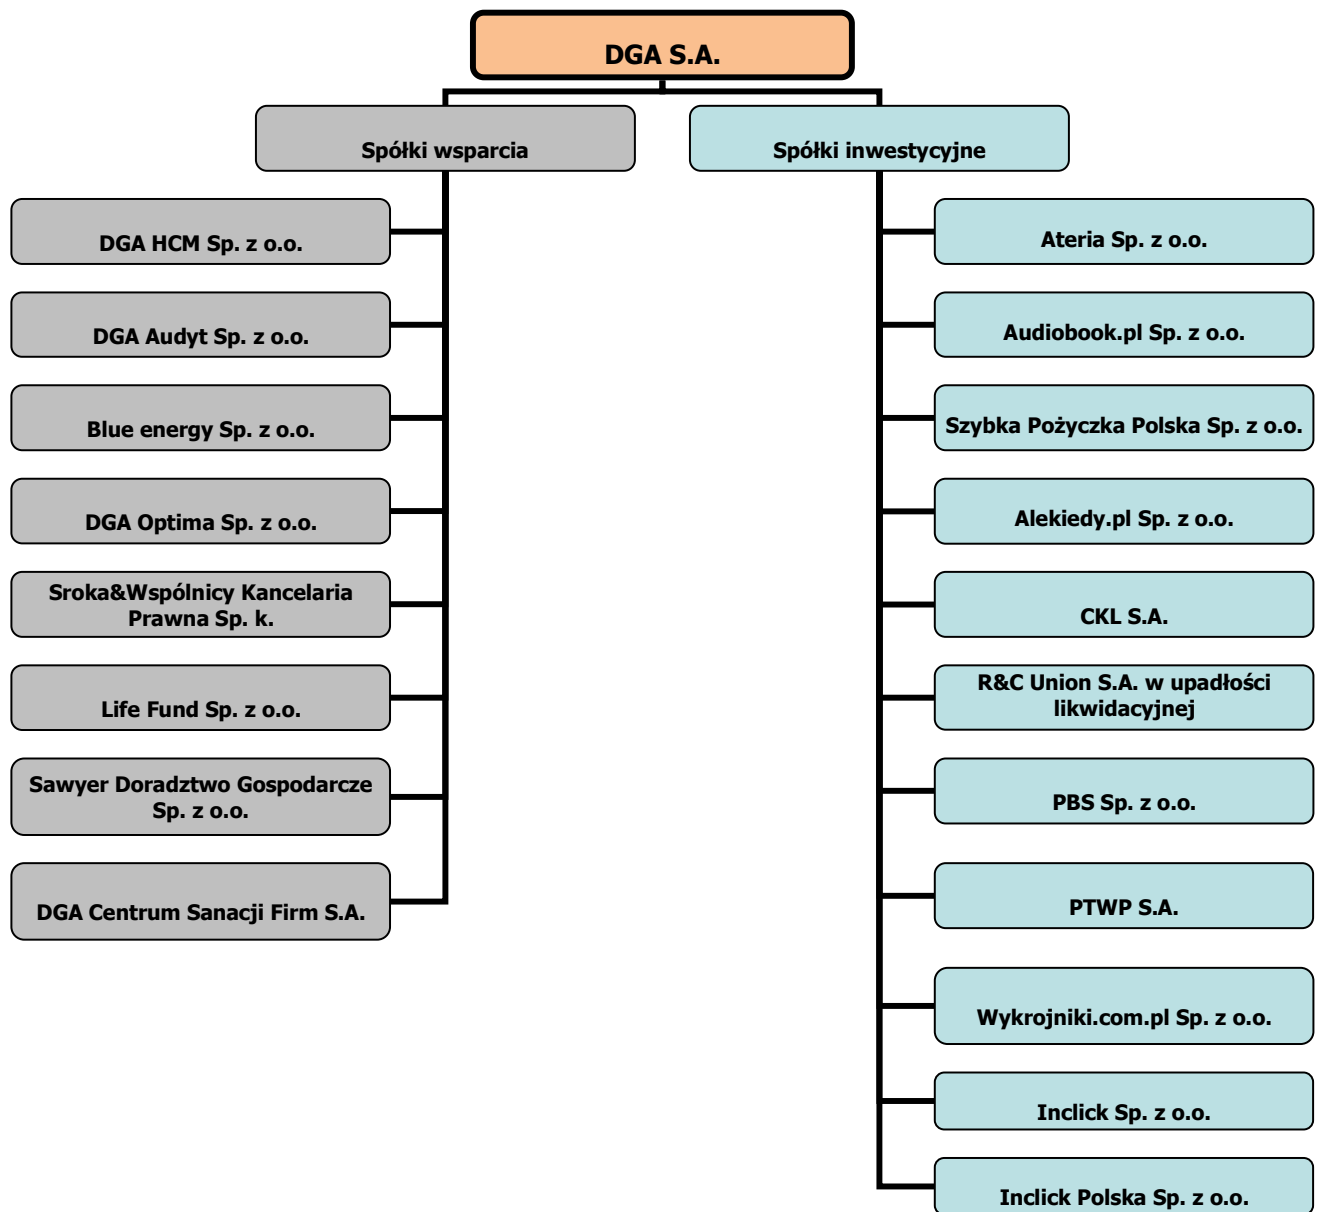 DGA S.A.
Spółki wsparcia
Spółki inwestycyjne
DGA HCM Sp. z o.o.
DGA Audyt Sp. z o.o.
Blue energy Sp. z o.o.
DGA Optima Sp. z o.o.
Sroka&Wspólnicy Kancelaria
Prawna Sp. k.
Life Fund Sp. z o.o.
Sawyer Doradztwo Gospodarcze
Sp. z o.o.
DGA Centrum Sanacji Firm S.A.
Ateria Sp. z o.o.
Audiobook.pl Sp. z o.o.
Szybka Pożyczka Polska Sp. z o.o.
Alekiedy.pl Sp. z o.o.
CKL S.A.
R&C Union S.A. w upadłości
likwidacyjnej
PBS Sp. z o.o.
PTWP S.A.
Wykrojniki.com.pl Sp. z o.o.
Inclick Sp. z o.o.
Inclick Polska Sp. z o.o.